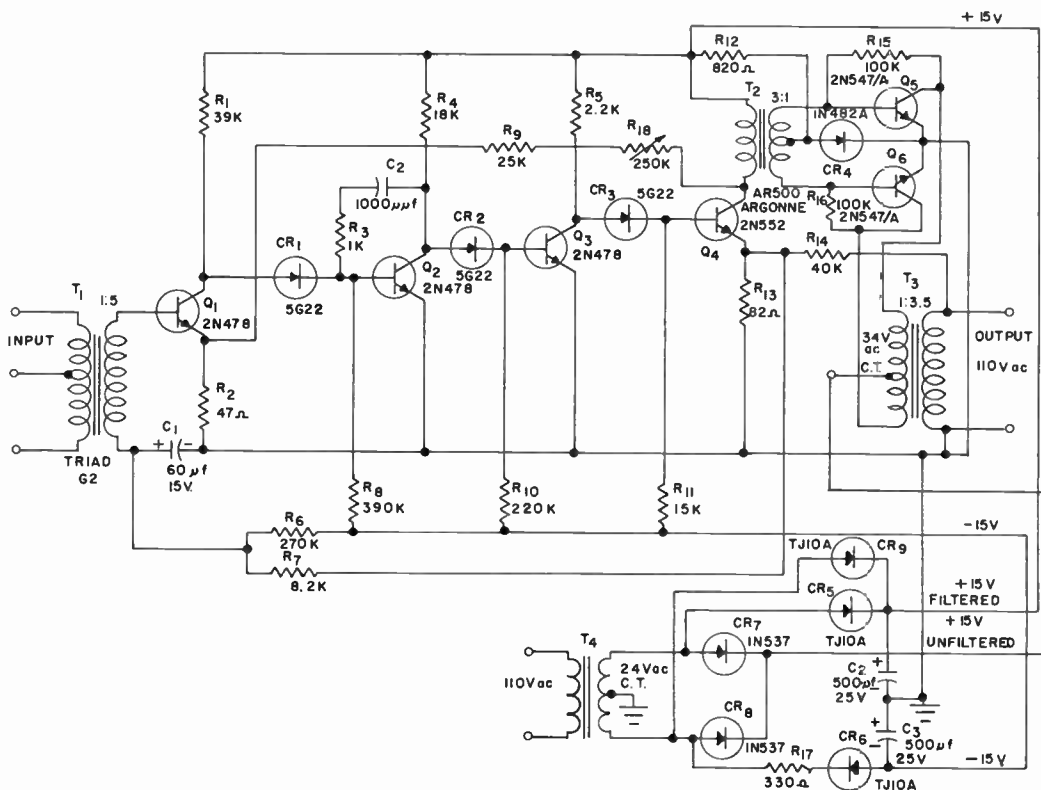 +15V
R12
820Ω
R15
100K
2N547/A
Q5
T2
3:1
1N482A
CR4
Q6
R16
100K
2N547/A
R1
39K
R4
18K
R5
2.2K
R9
25K
R18
250K
C2
1000μμf
R3
1K
CR1
5G22
CR2
5G22
CR3
5G22
AR500
ARGONNE
2N552
Q4
R14
40K
Q1
2N478
Q2
2N478
Q3
2N478
T1
1:5
INPUT
R2
47Ω
C1
+ -
60μf
15V.
TRIAD
G2
R13
82Ω
T3
1:3.5
34V
ac
C.T.
OUTPUT
110Vac
R8
390K
R10
220K
R11
15K
-15V
R6
270K
R7
8.2K
TJ10A
CR9
CR5
TJ10A
+15V
FILTERED
+15V
UNFILTERED
CR7
1N537
T4
110Vac
24Vac
C.T.
CR8
1N537
C2
+
500μf
-
25V
C3
+
-
500μf
25V
R17
330Ω
CR6
TJ10A
-15V